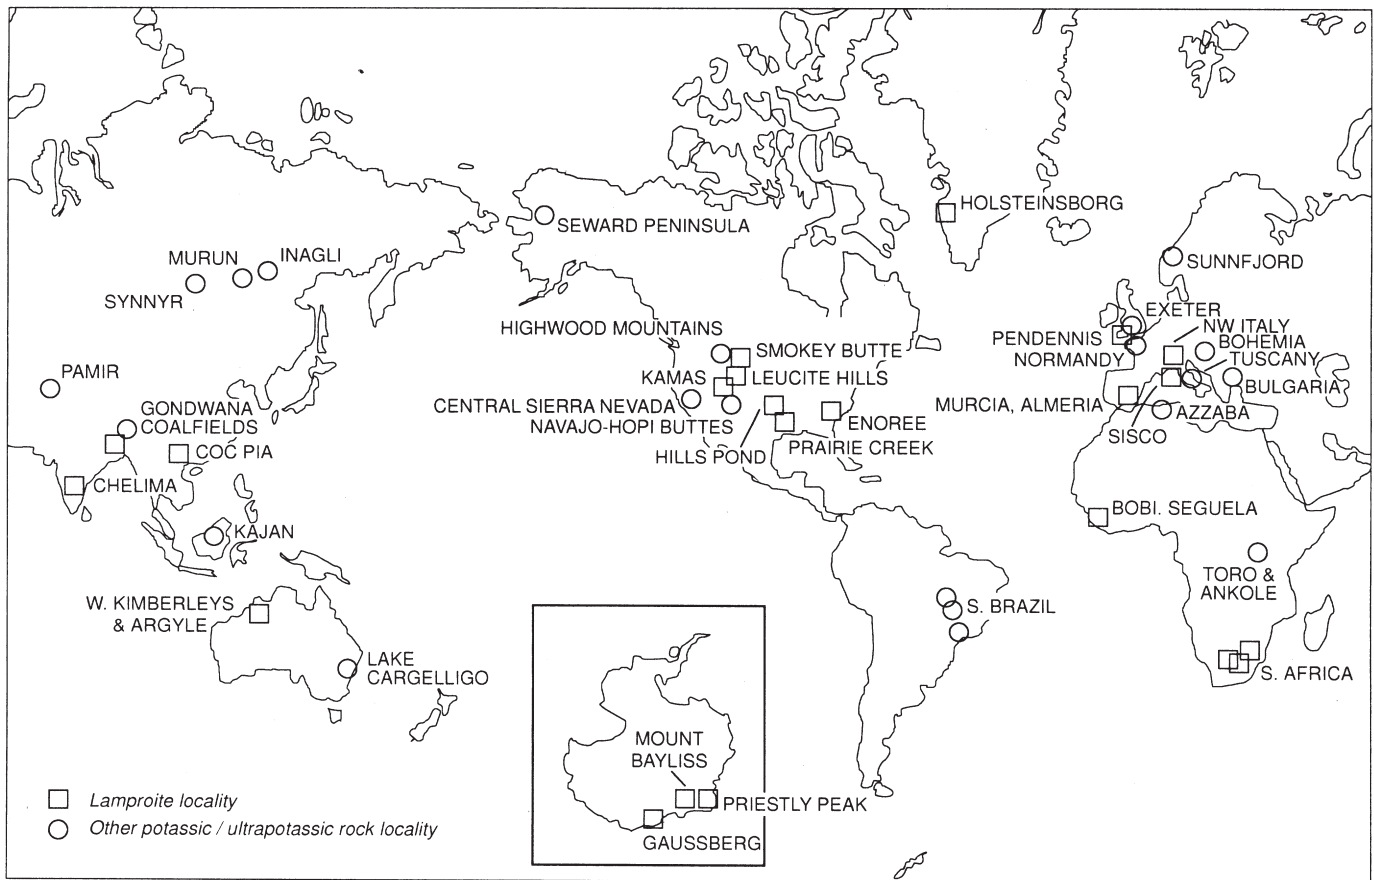 HOLSTEINSBORG
SEWARD PENINSULA
MURUN
INAGLI
SYNNYR
SUNNFJORD
EXETER
HIGHWOOD MOUNTAINS
NW ITALY
PENDENNIS
BOHEMIA
SMOKEY BUTTE
NORMANDY
TUSCANY
PAMIR
KAMAS
LEUCITE HILLS
BULGARIA
GONDWANA
COALFIELDS
CENTRAL SIERRA NEVADA
MURCIA, ALMERIA
AZZABA
NAVAJO-HOPI BUTTES
ENOREE
SISCO
COC PIA
HILLS POND
PRAIRIE CREEK
CHELIMA
BOBI. SEGUELA
KAJAN
TORO &
ANKOLE
W. KIMBERLEYS
& ARGYLE
S. BRAZIL
LAKE
CARGELLIGO
S. AFRICA
MOUNT
BAYLISS
PRIESTLY PEAK
GAUSSBERG
Lamproite locality
Other potassic / ultrapotassic rock locality